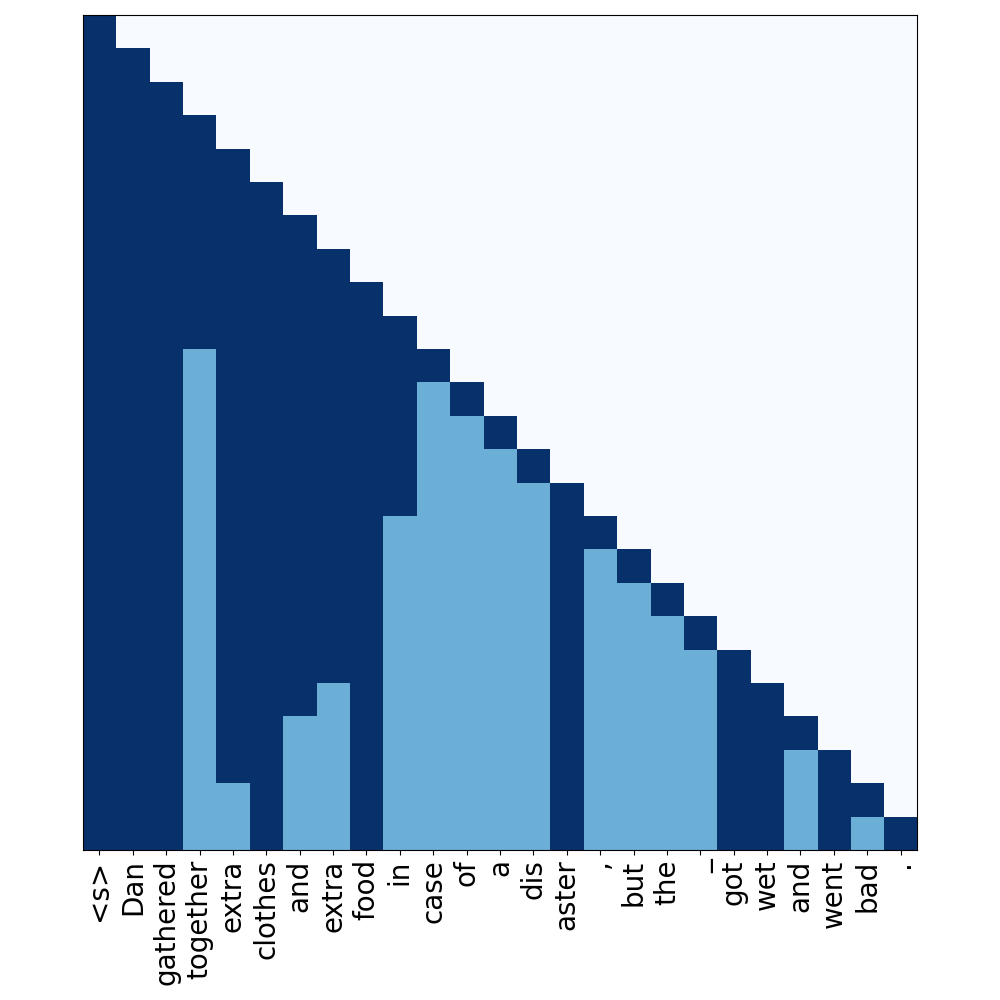 <s>
Dan
gathered
together
extra
clothes
and
extra
food
in
case
of
a
dis
aster
,
but
the
_
got
wet
and
went
bad
.